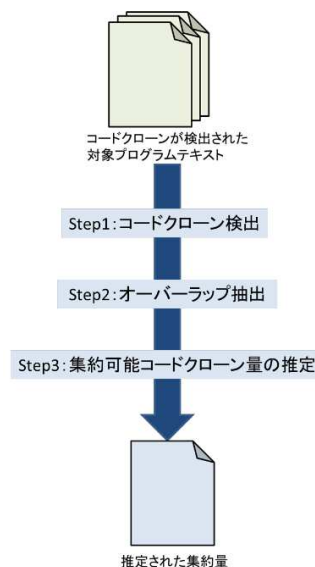 コードクローンが検出された
対象プログラムテキスト
Step1:コードクローン検出
Step2:オーバーラップ抽出
Step3:集約可能コードクローン量の推定
推定された集約量